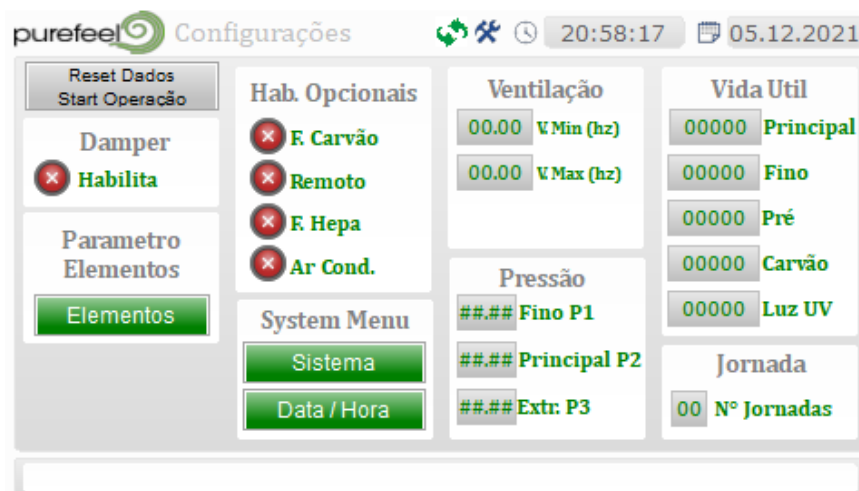 purefeel Configurações 20:58:17 05.12.2021
Reset Dados
Start Operação
Damper
Habilita
Parametro
Elementos
Elementos
Hab. Opcionais
F. Carvão
Remoto
F. Hepa
Ar Cond.
System Menu
Sistema
Data / Hora
Ventilação
00.00 V. Min (hz)
00.00 V. Max (hz)
Pressão
##.## Fino P1
##.## Principal P2
##.## Extr. P3
Vida Util
00000 Principal
00000 Fino
00000 Pré
00000 Carvão
00000 Luz UV
Jornada
00 N° Jornadas